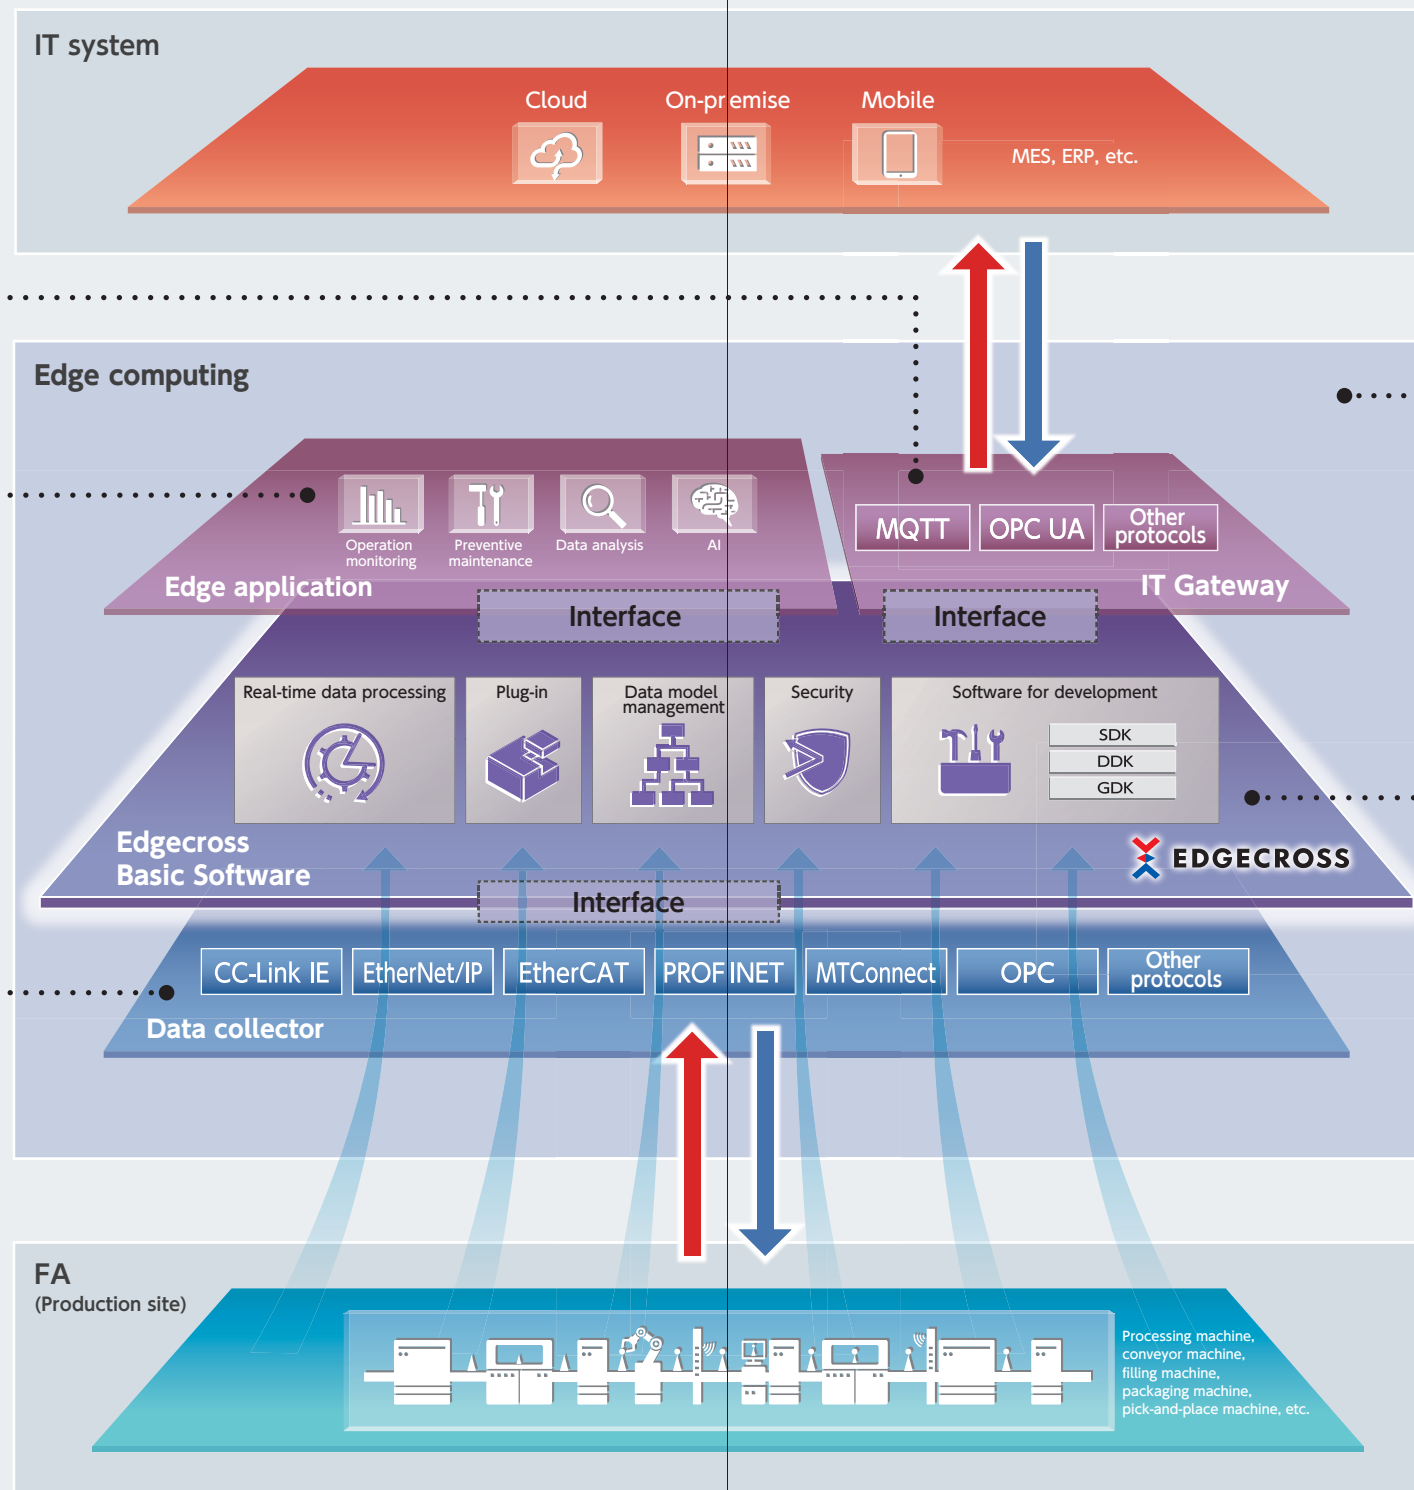 IT system
Cloud
On-premise
Mobile
MES, ERP, etc.
Edge computing
Operation
monitoring
Preventive
maintenance
Data analysis
AI
Edge application
MQTT
OPC UA
Other
protocols
IT Gateway
Interface
Interface
Real-time data processing
Plug-in
Data model
management
Security
Software for development
SDK
DDK
GDK
Edgecross
Basic Software
EDGECROSS
Interface
CC-Link IE
EtherNet/IP
EtherCAT
PROFINET
MTConnect
OPC
Other
protocols
Data collector
FA
(Production site)
Processing machine,
conveyor machine,
filling machine,
packaging machine,
pick-and-place machine, etc.